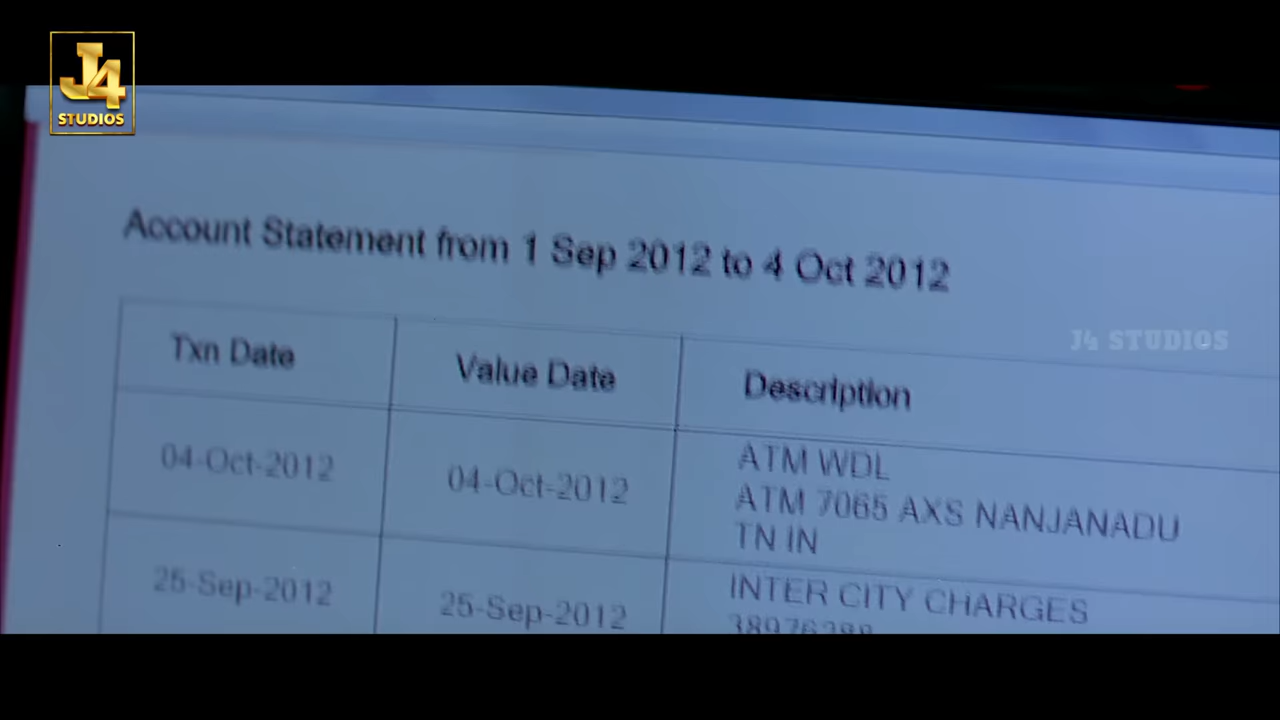 J4
STUDIOS
Account Statement from 1 Sep 2012 to 4 Oct 2012
J4 STUDIOS
Txn Date
Value Date
Description
04-Oct-2012
04-Oct-2012
ATM WDL
ATM 7065 AXS NANJANADU
TN IN
25-Sep-2012
25-Sep-2012
INTER CITY CHARGES